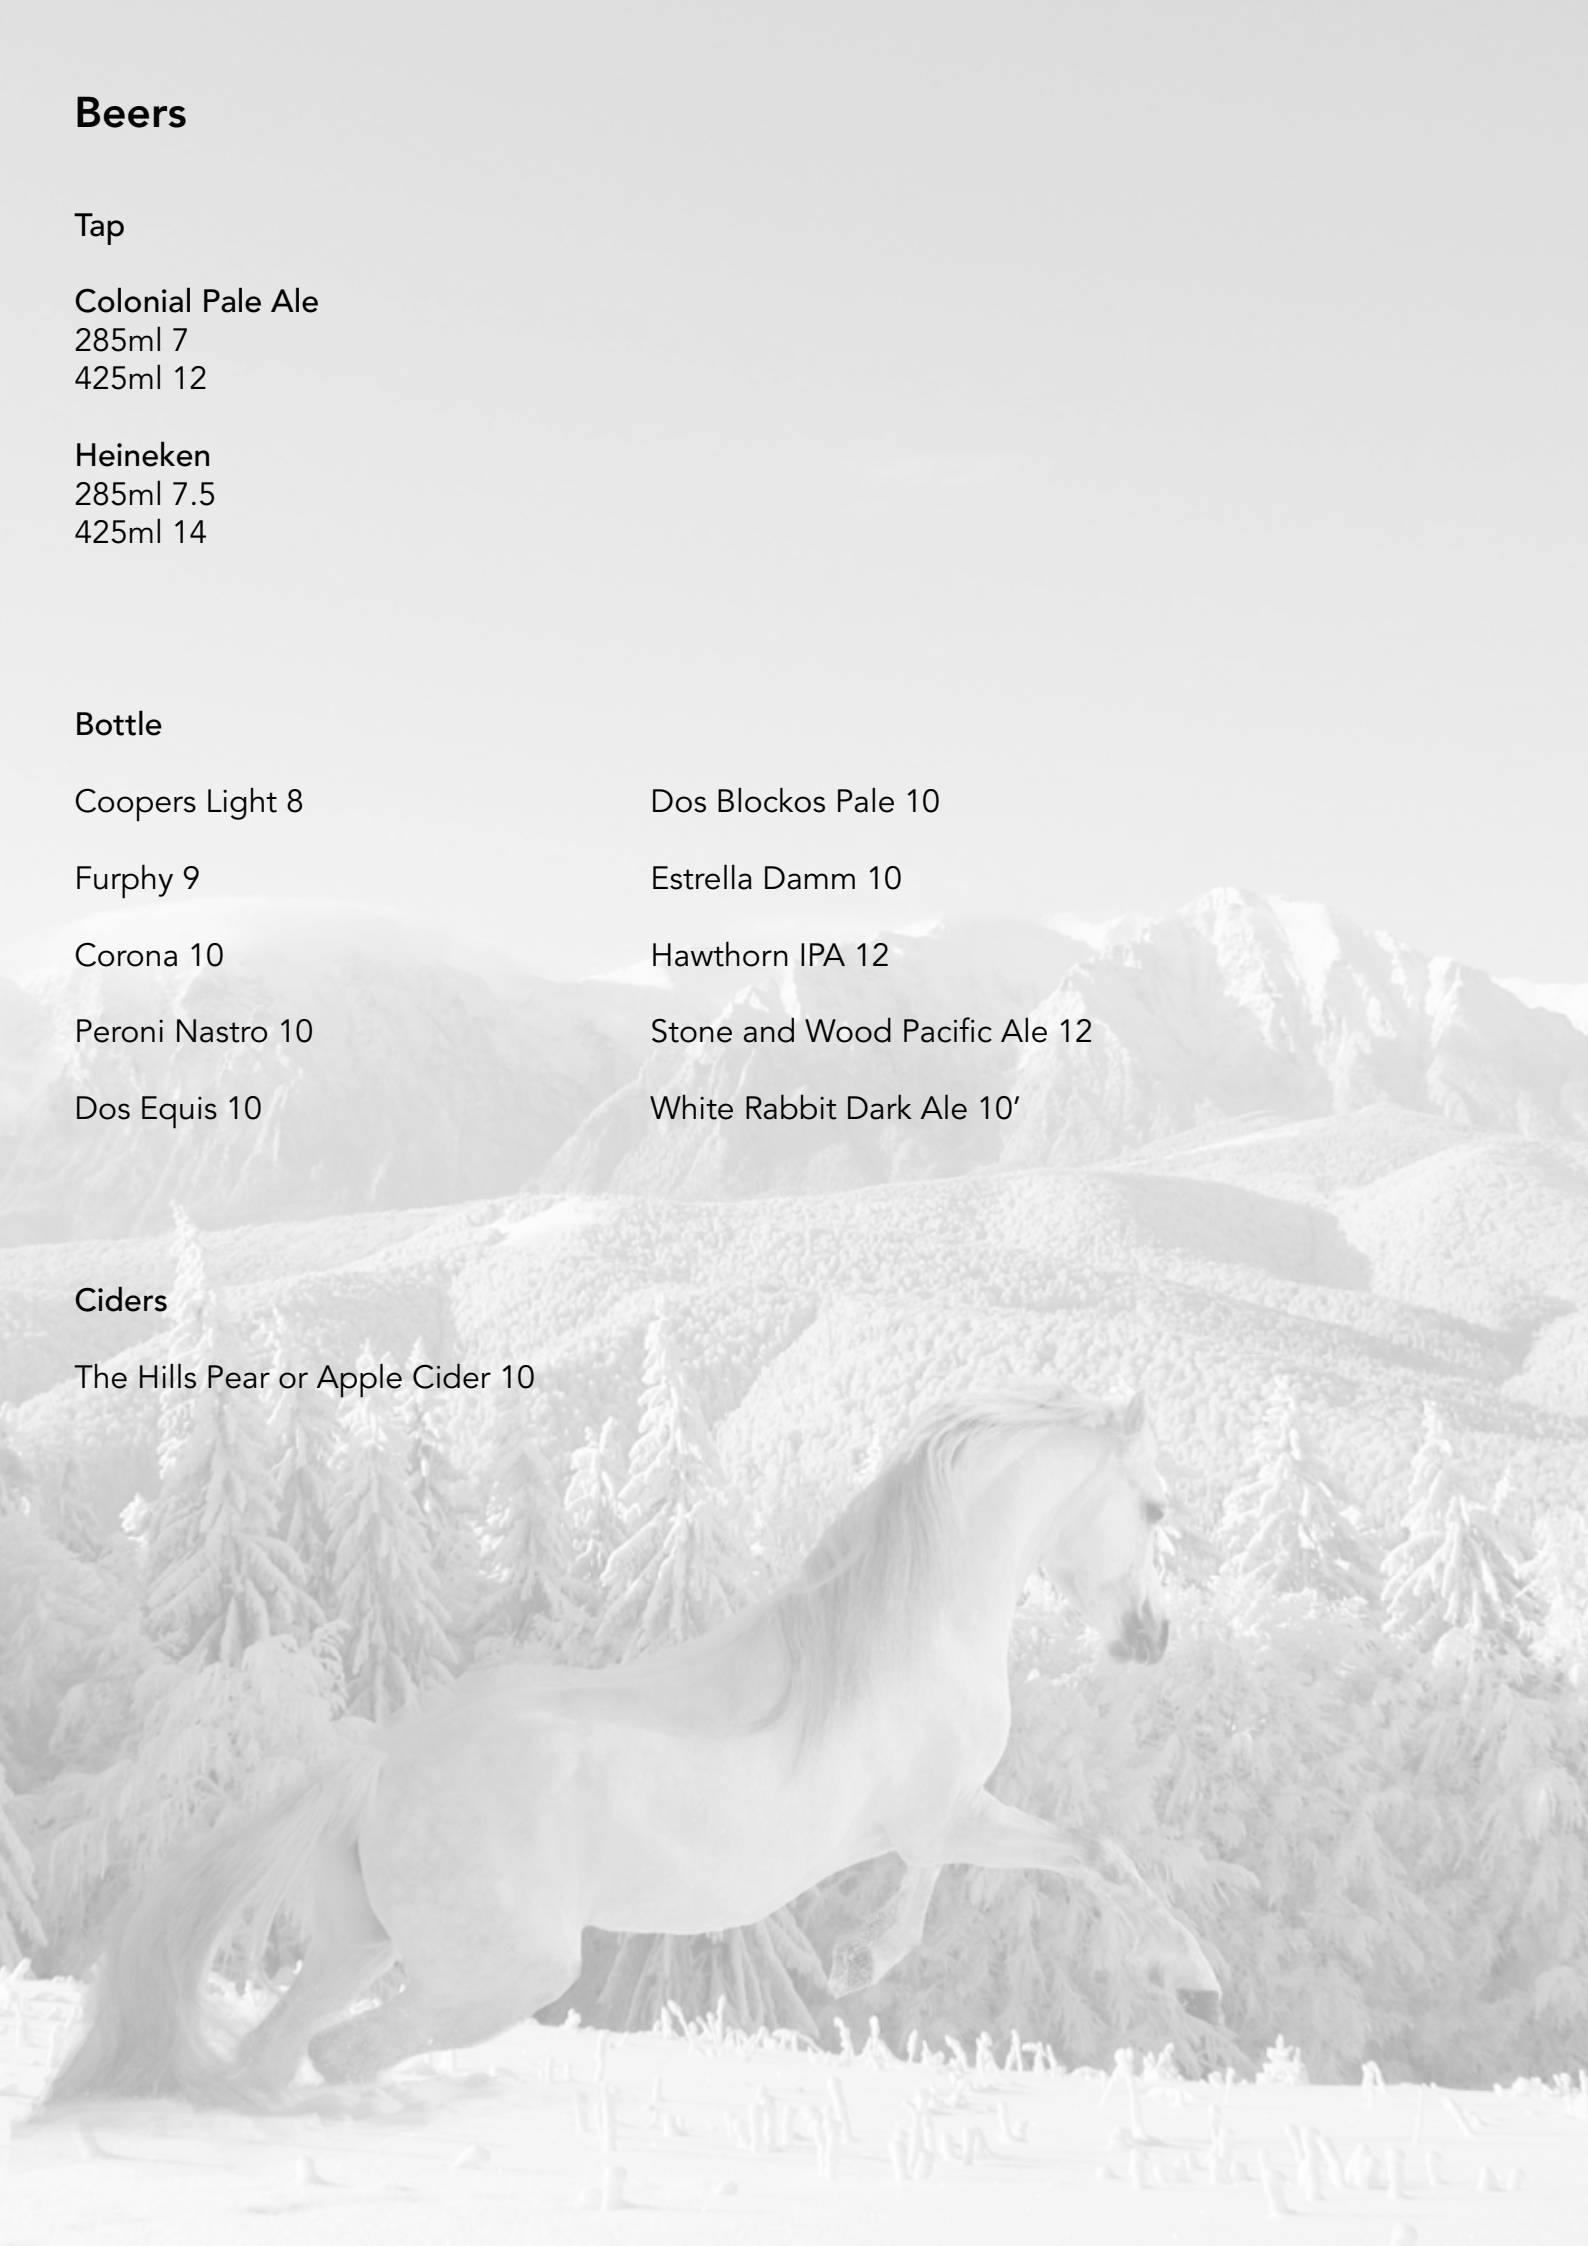 Beers
Tap
Colonial Pale Ale
285ml 7
425ml 12
Heineken
285ml 7.5
425ml 14
Bottle
Coopers Light 8
Furphy 9
Corona 10
Peroni Nastro 10
Dos Equis 10
Dos Blockos Pale 10
Estrella Damm 10
Hawthorn IPA 12
Stone and Wood Pacific Ale 12
White Rabbit Dark Ale 10’
Ciders
The Hills Pear or Apple Cider 10